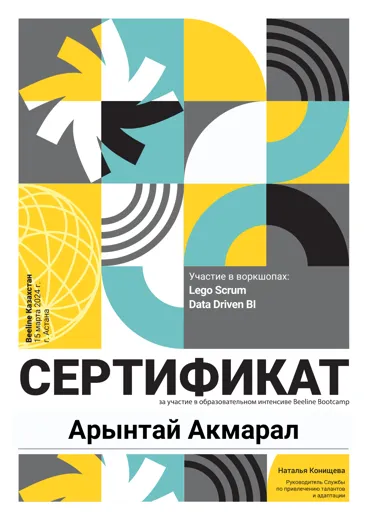 Участие в воркшопах:
Lego Scrum
Data Driven BI
Beeline Казахстан
15 марта 2024 г.
г. Астана
СЕРТИФИКАТ
за участие в образовательном интенсиве Beeline Bootcamp
Арынтай Акмарал
Наталья Конищева
Руководитель Службы
по привлечению талантов
и адаптации